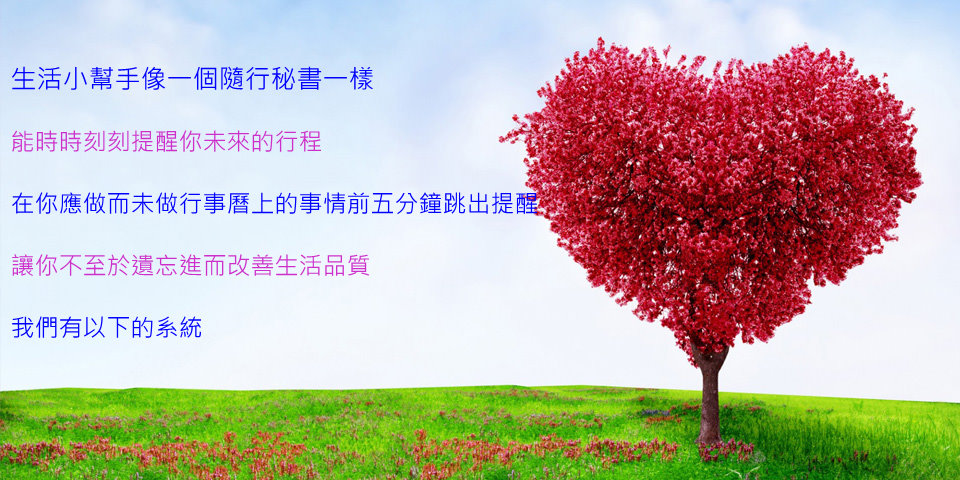 生活小幫手像一個隨行秘書一樣
能時時刻刻提醒你未來的行程
在你應做而未做行事曆上的事情前五分鐘跳出提醒
讓你不至於遺忘進而改善生活品質
我們有以下的系統